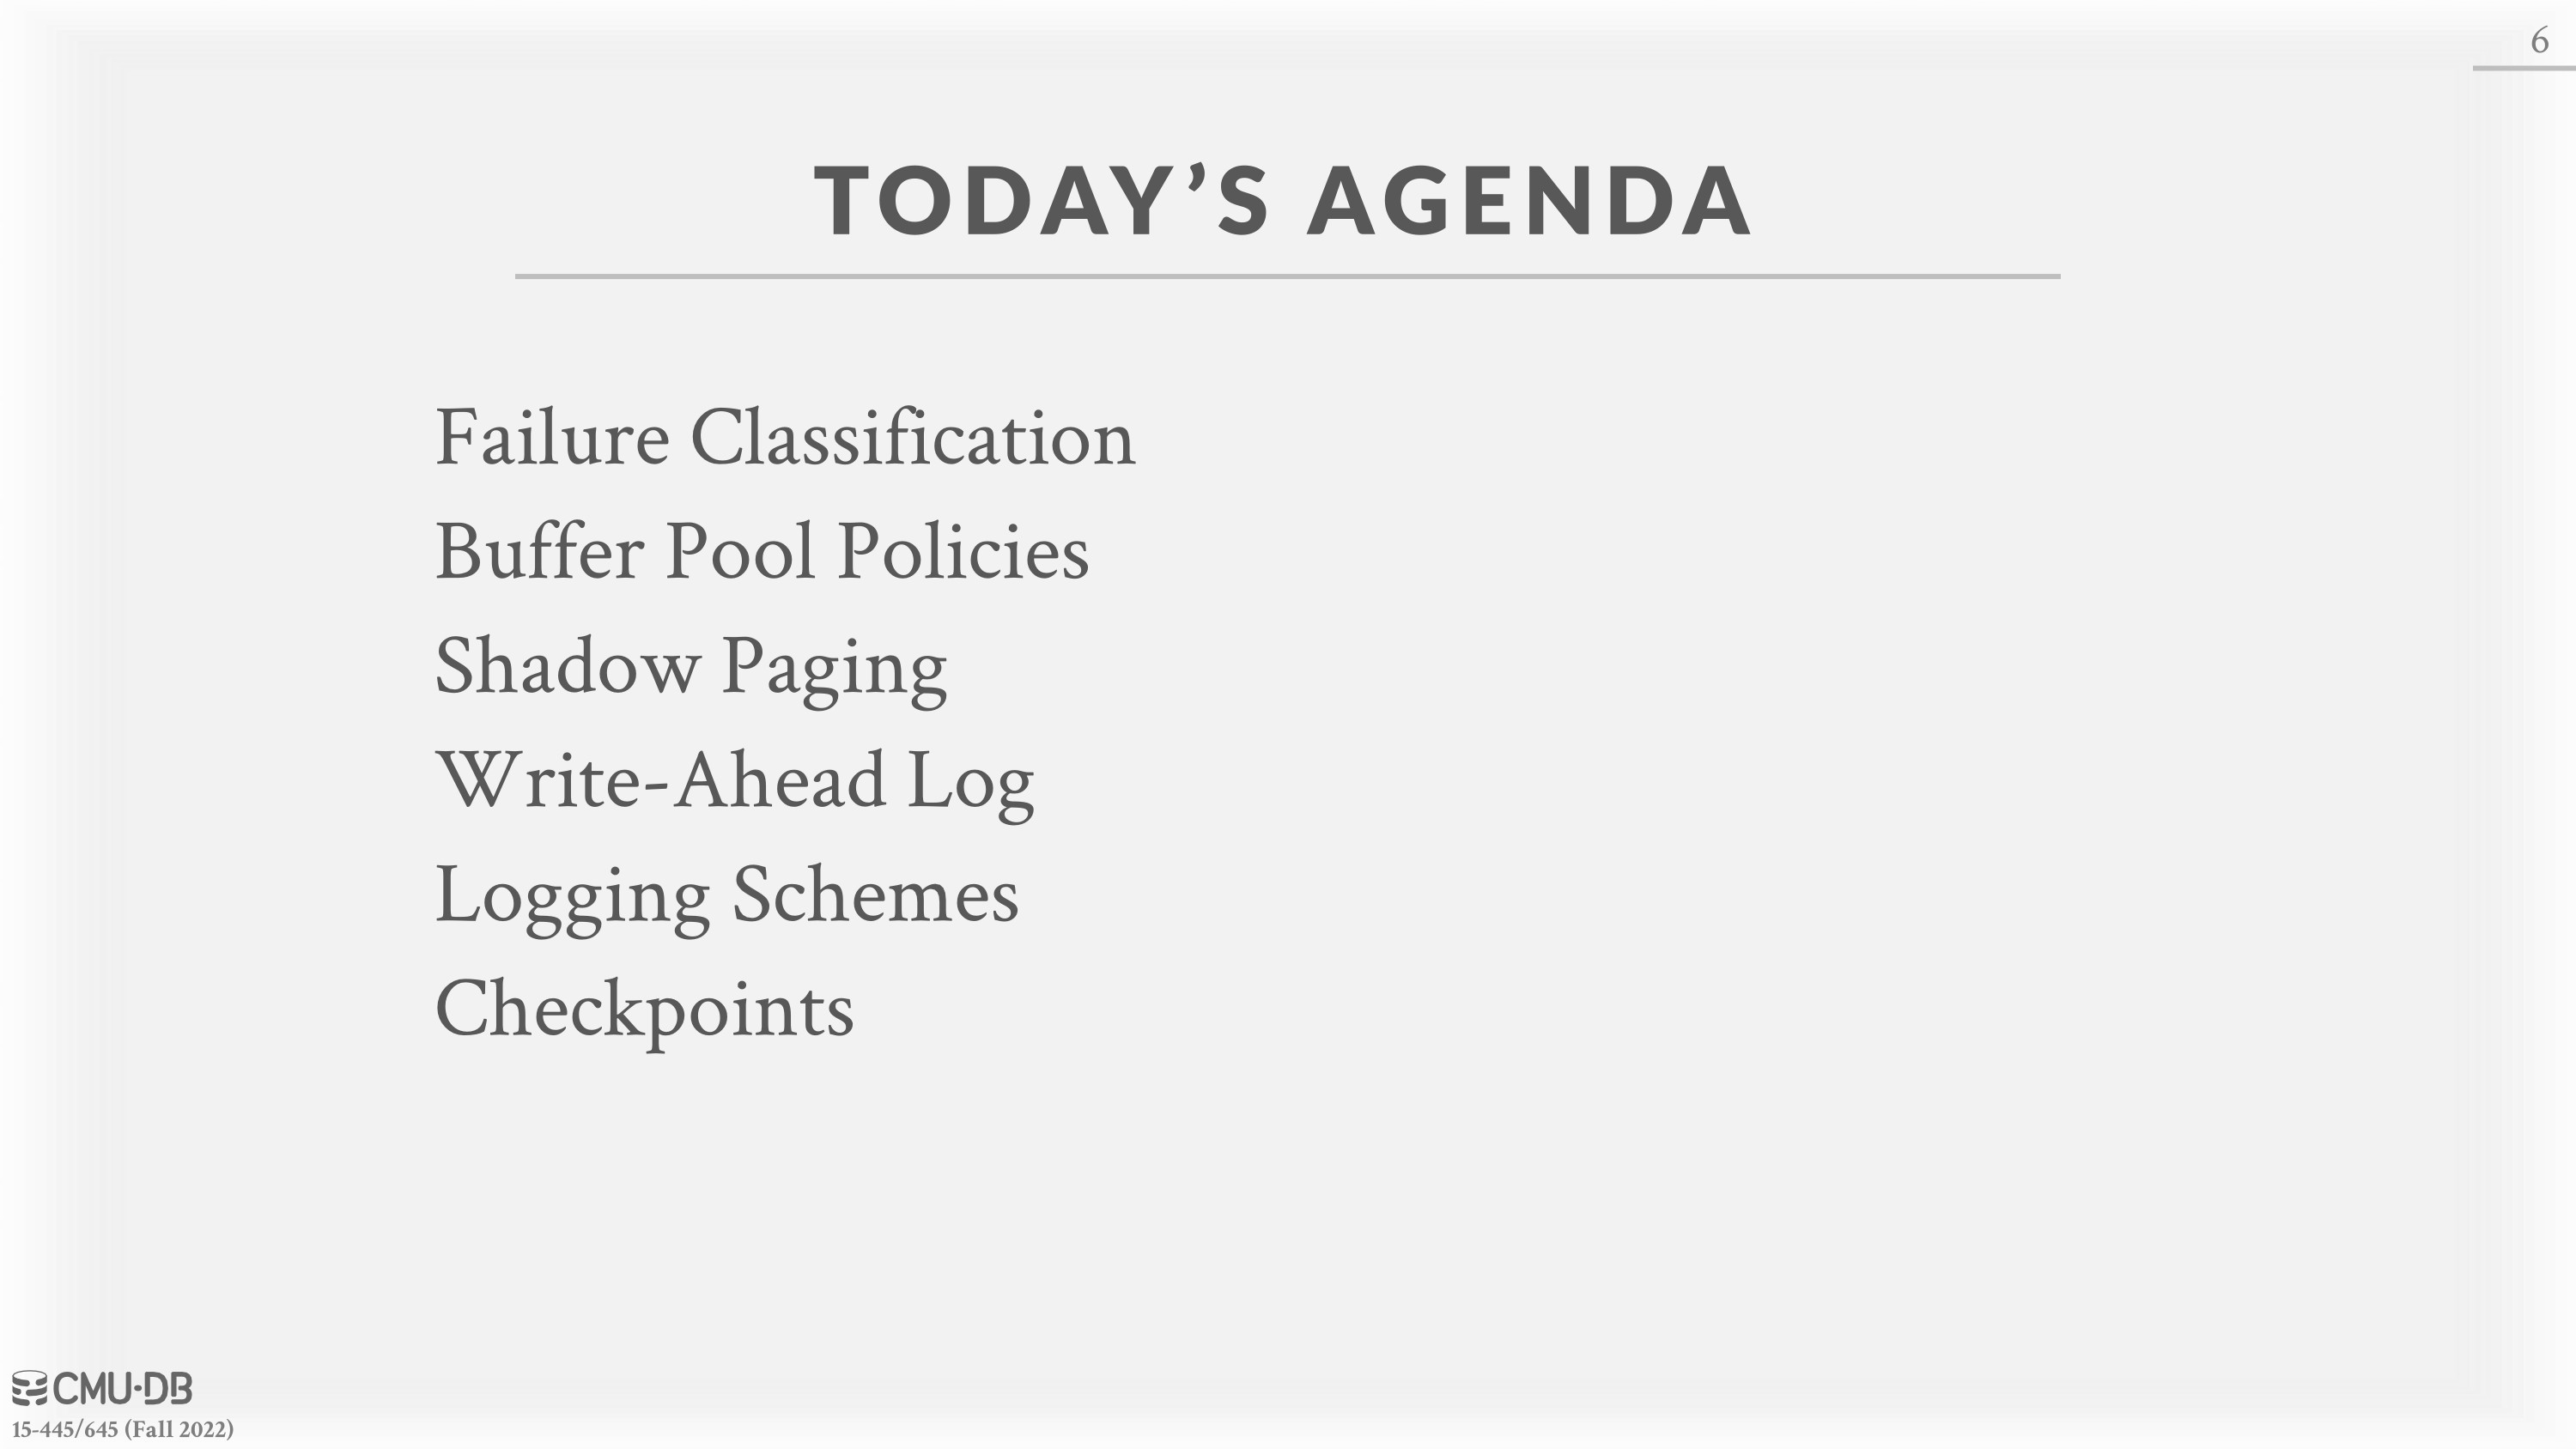 6
TODAY’S AGENDA
Failure Classification
Buffer Pool Policies
Shadow Paging
Write-Ahead Log
Logging Schemes
Checkpoints
CMU·DB
15-445/645 (Fall 2022)